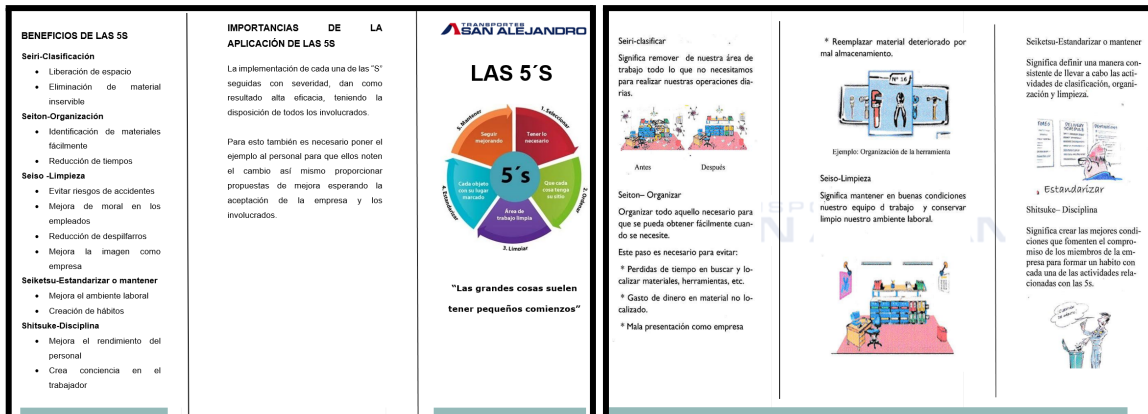 BENEFICIOS DE LAS 5S
Seiri-Clasificación
• Liberación de espacio
• Eliminación de material
inservible
Seiton-Organización
• Identificación de materiales
fácilmente
• Reducción de tiempos
Seiso -Limpieza
• Evitar riesgos de accidentes
• Mejora de moral en los
empleados
• Reducción de despilfarros
• Mejora la imagen como
empresa
Seiketsu-Estandarizar o mantener
• Mejora el ambiente laboral
• Creación de hábitos
Shitsuke-Disciplina
• Mejora el rendimiento del
personal
• Crea conciencia en el
trabajador
IMPORTANCIAS DE LA
APLICACIÓN DE LAS 5S
La implementación de cada una de las "S"
seguidas con severidad, dan como
resultado alta eficacia, teniendo la
disposición de todos los involucrados.
Para esto también es necesario poner el
ejemplo al personal para que ellos noten
el cambio así mismo proporcionar
propuestas de mejora esperando la
aceptación de la empresa y los
involucrados.
TRANSPORTES
SAN ALEJANDRO
LAS 5´S
1. Seleccionar
Tener lo
necesario
2. Ordenar
Que cada
cosa tenga
su sitio
3. Limpiar
Área de
trabajo limpia
4. Estandarizar
Cada objeto
con su lugar
marcado
5. Mantener
Seguir
mejorando
5´s
"Las grandes cosas suelen
tener pequeños comienzos"
Seiri-clasificar
Significa remover de nuestra área de
trabajo todo lo que no necesitamos
para realizar nuestras operaciones dia-
rias.
Antes Después
Seiton– Organizar
Organizar todo aquello necesario para
que se pueda obtener fácilmente cuan-
do se necesite.
Este paso es necesario para evitar:
* Perdidas de tiempo en buscar y lo-
calizar materiales, herramientas, etc.
* Gasto de dinero en material no lo-
calizado.
* Mala presentación como empresa
* Reemplazar material deteriorado por
mal almacenamiento.
Nº 16
Ejemplo: Organización de la herramienta
Seiso-Limpieza
Significa mantener en buenas condiciones
nuestro equipo d trabajo y conservar
limpio nuestro ambiente laboral.
Seiketsu-Estandarizar o mantener
Significa definir una manera con-
sistente de llevar a cabo las acti-
vidades de clasificación, organi-
zación y limpieza.
TIMES
DELIVERY
SCHEDULE
Estandarizar
Shitsuke– Disciplina
Significa crear las mejores condi-
ciones que fomenten el compro-
miso de los miembros de la em-
presa para formar un habito con
cada una de las actividades rela-
cionadas con las 5s.